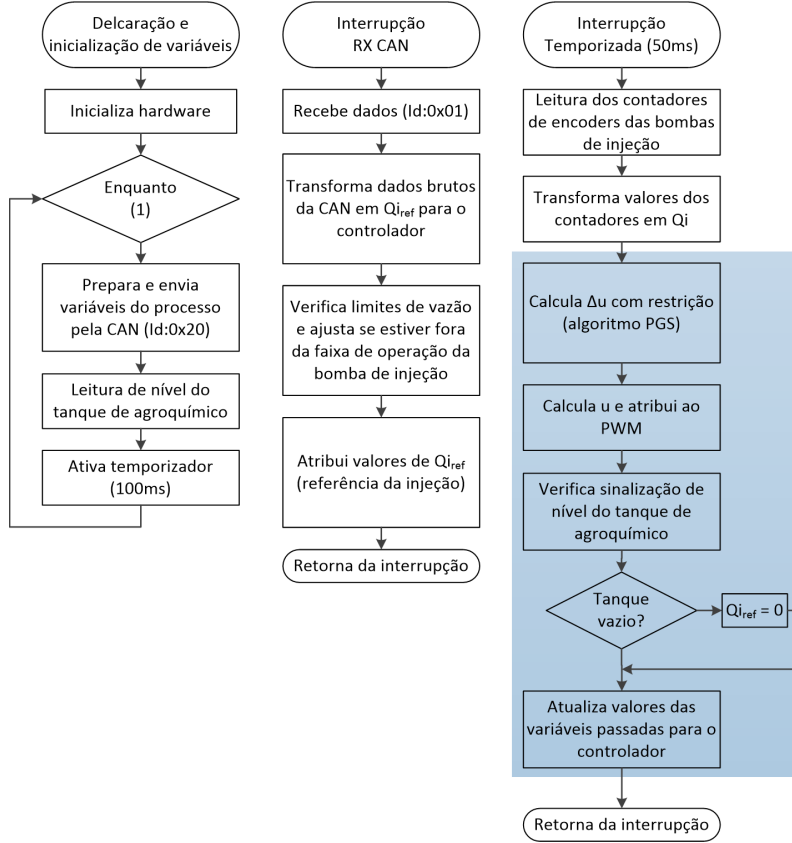 Delcaração e
inicialização de variáveis
Inicializa hardware
Enquanto
(1)
Prepara e envia
variáveis do processo
pela CAN (Id:0x20)
Leitura de nível do
tanque de agroquímico
Ativa temporizador
(100ms)
Interrupção
RX CAN
Recebe dados (Id:0x01)
Transforma dados brutos
da CAN em Qiref para o
controlador
Verifica limites de vazão
e ajusta se estiver fora
da faixa de operação da
bomba de injeção
Atribui valores de Qiref
(referência da injeção)
Retorna da interrupção
Interrupção
Temporizada (50ms)
Leitura dos contadores
de encoders das bombas
de injeção
Transforma valores dos
contadores em Qi
Calcula Δu com restrição
(algoritmo PGS)
Calcula u e atribui ao
PWM
Verifica sinalização de
nível do tanque de
agroquímico
Tanque
vazio?
Qiref = 0
Atualiza valores das
variáveis passadas para o
controlador
Retorna da interrupção